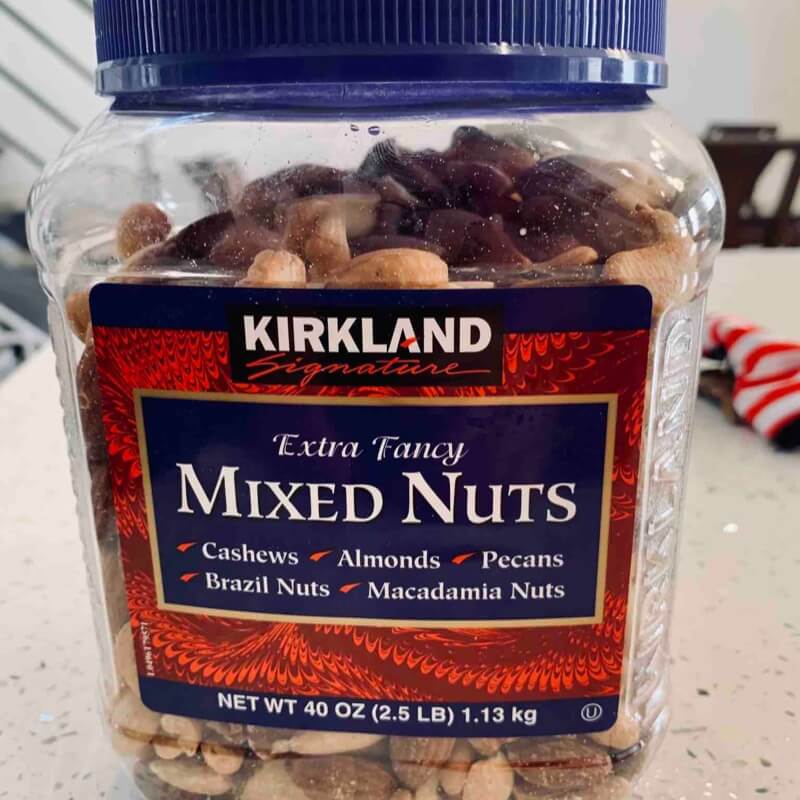 KIRKLAND
Signature
Extra Fancy
MIXED NUTS
Cashews Almonds Pecans
Brazil Nuts Macadamia Nuts
NET WT 40 OZ (2.5 LB) 1.13 kg
U
KIRKLAND